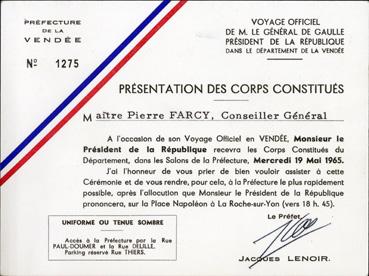 PRÉFECTURE
DE LA
VENDÉE
No 1275
VOYAGE OFFICIEL
DE M. LE GÉNÉRAL DE GAULLE
PRÉSIDENT DE LA RÉPUBLIQUE
DANS LE DÉPARTEMENT DE LA VENDÉE
PRÉSENTATION DES CORPS CONSTITUÉS
Maître Pierre FARCY, Conseiller Général
A l'occasion de son Voyage Officiel en VENDÉE, Monsieur le
Président de la République recevra les Corps Constitués du
Département, dans les Salons de la Préfecture, Mercredi 19 Mai 1965.
J'ai l'honneur de vous prier de bien vouloir assister à cette
Cérémonie et de vous rendre, pour cela, à la Préfecture le plus rapidement
possible, après l'allocution que Monsieur le Président de la République
prononcera, sur la Place Napoléon à La Roche-sur-Yon (vers 18 h. 45).
UNIFORME OU TENUE SOMBRE
Accès à la Préfecture par la Rue
PAUL-DOUMER et la Rue DELILLE.
Parking réservé Rue THIERS.
Le Préfet,
JACQUES LENOIR.